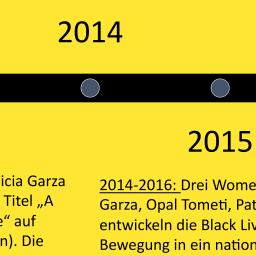 2014
2015
icia Garza
Titel „A
“ auf
n). Die
2014-2016: Drei Wome
Garza, Opal Tometi, Pat
entwickeln die Black Liv
Bewegung in ein nation